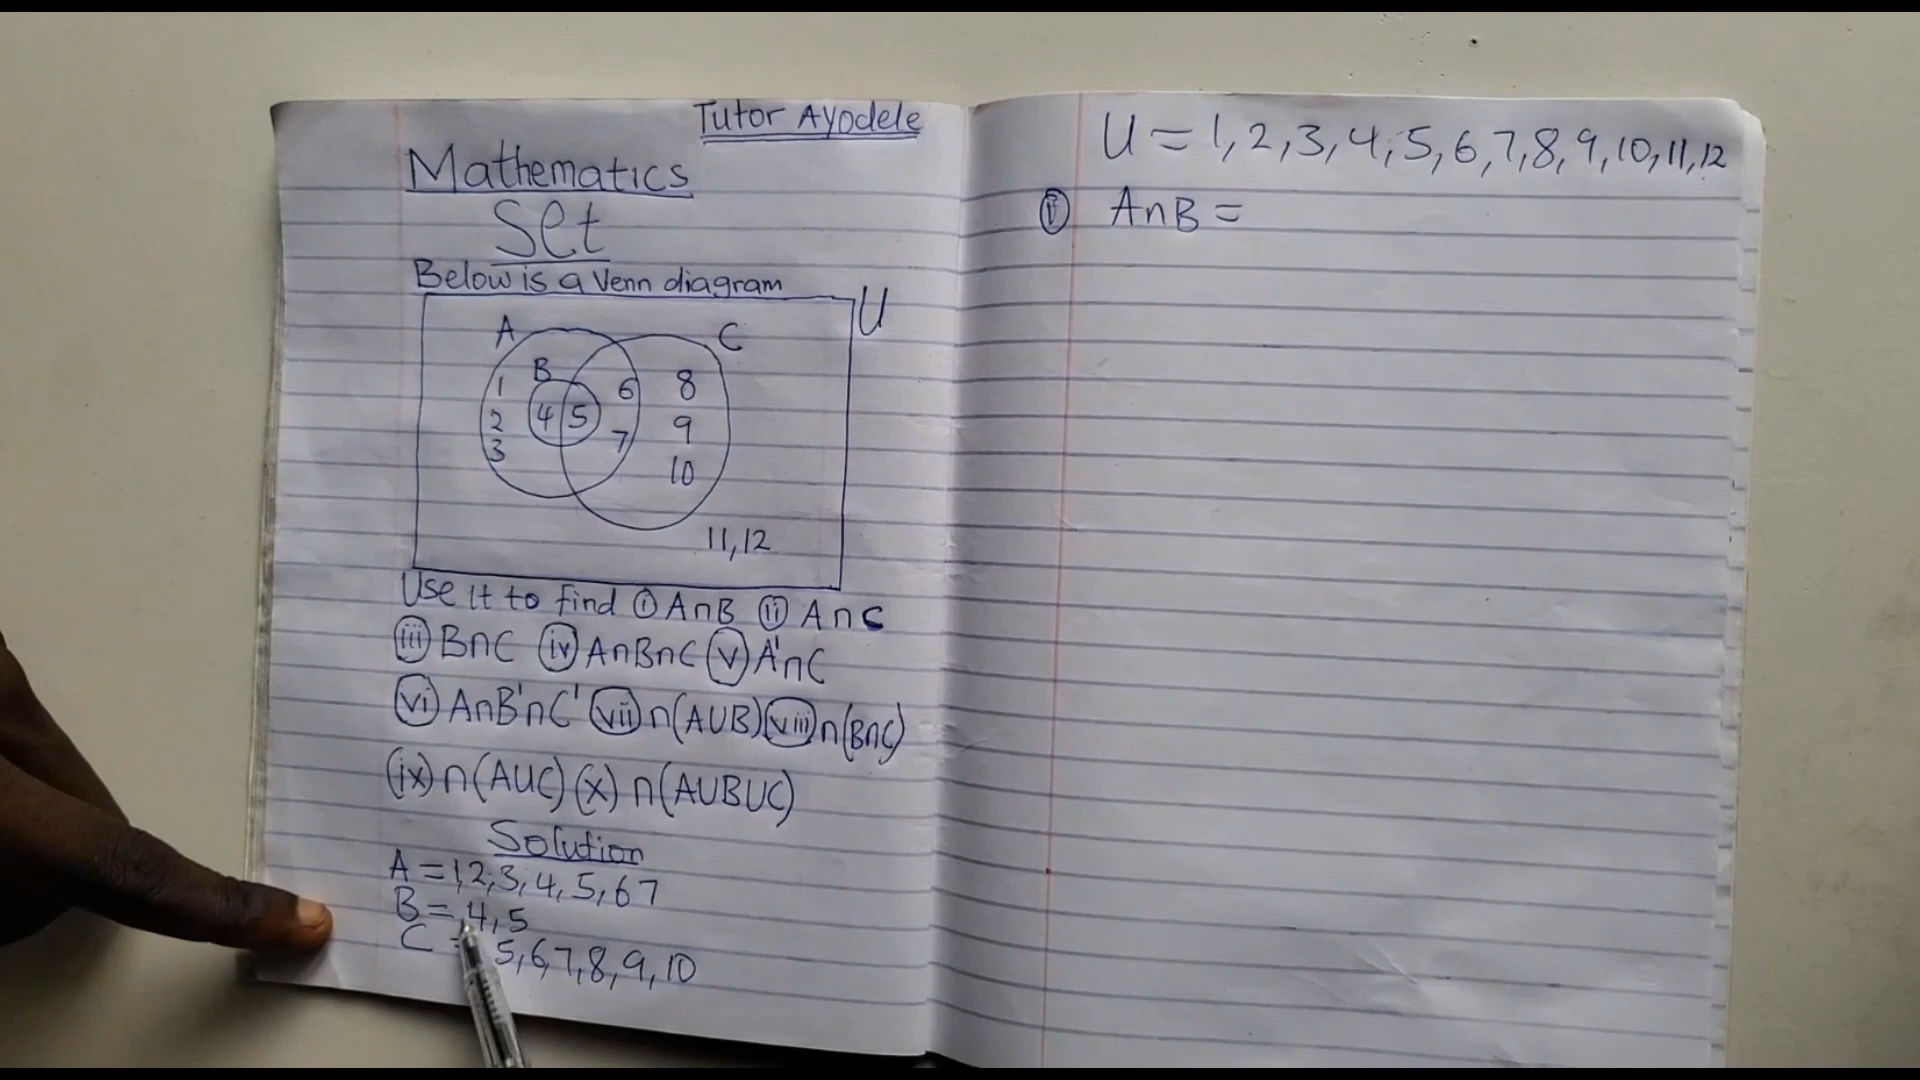 Tutor Ayodele
Mathematics
Set
Below is a Venn diagram
U
A C
B
1 6 8
2 4 5 9
3 7
10
11,12
Use it to find (i) A∩B (ii) A∩C
(iii) B∩C (iv) A∩B∩C (v) A'∩C
(vi) A∩B'∩C' (vii) n(AUB) (viii) n(B∩C)
(ix) n(AUC) (x) n(AUBUC)
Solution
A = 1,2,3,4,5,6 7
B = 4,5
C = 5,6,7,8,9,10
U = 1,2,3,4,5,6,7,8,9,10,11,12
(i) A∩B =